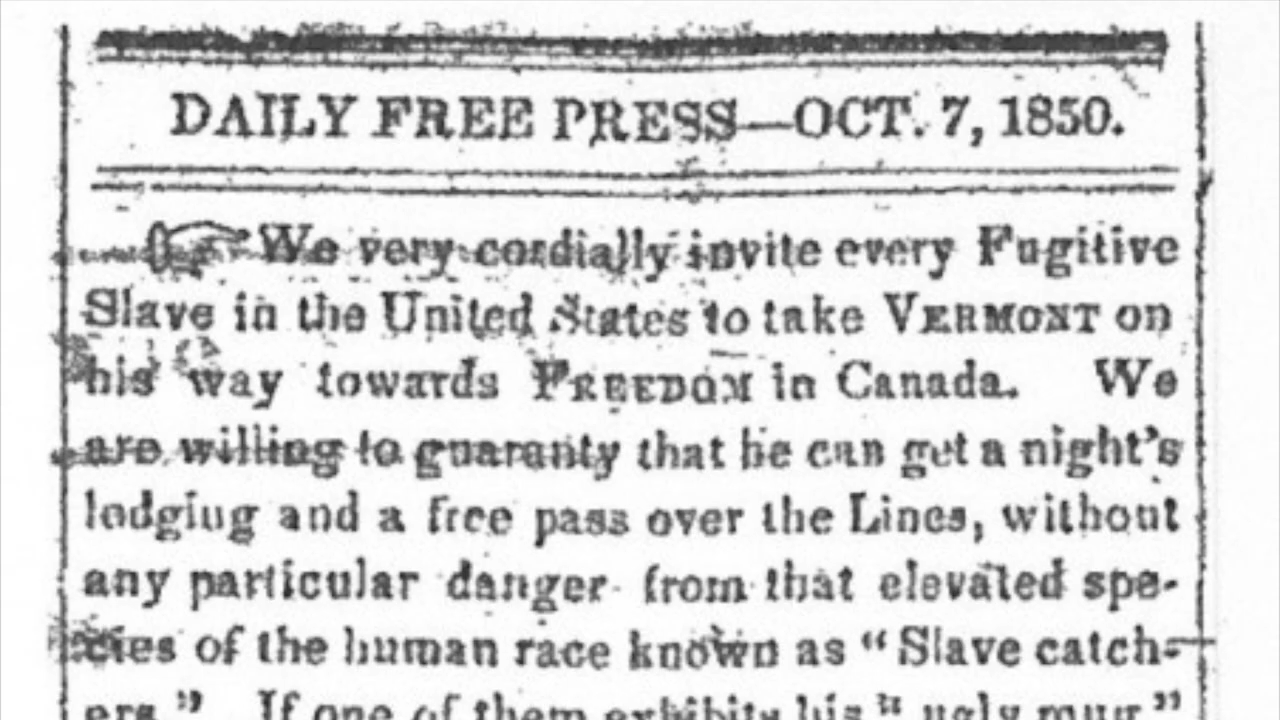 DAILY FREE PRESS—OCT. 7, 1850.
☞ We very cordially invite every Fugitive
Slave in the United States to take VERMONT on
his way towards FREEDOM in Canada. We
are willing to guaranty that he can get a night's
lodging and a free pass over the Lines, without
any particular danger from that elevated spe-
cies of the human race known as "Slave catch-
ers." If one of them exhibits his "ugly mug"